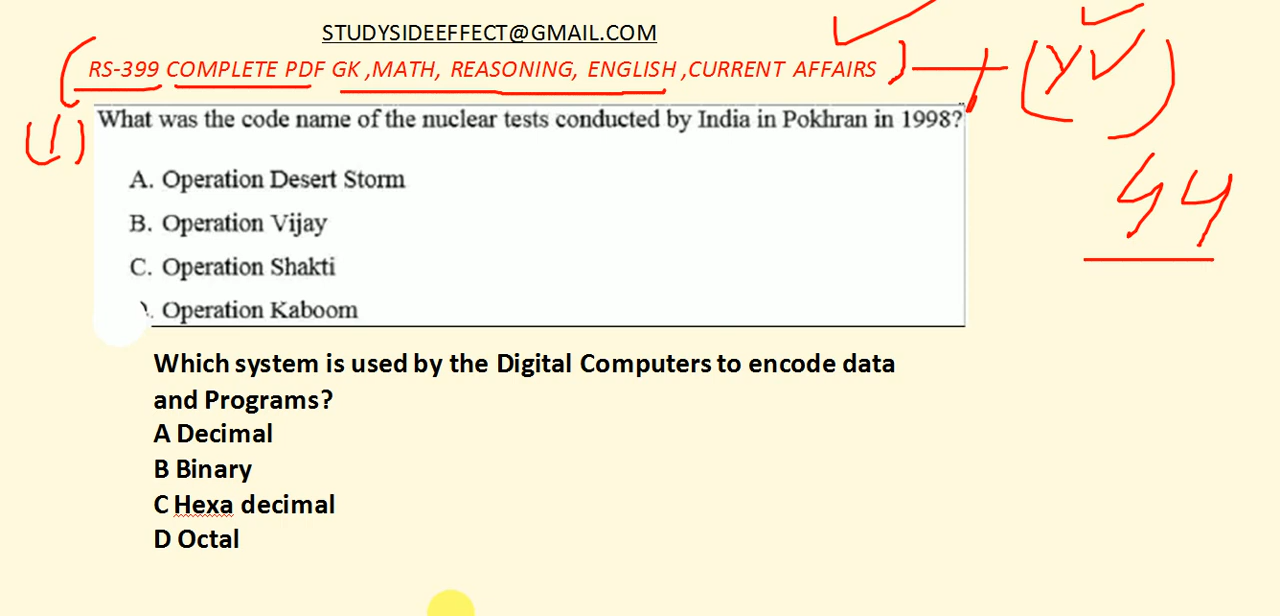 STUDYSIDEEFFECT@GMAIL.COM
RS-399 COMPLETE PDF GK ,MATH, REASONING, ENGLISH ,CURRENT AFFAIRS
(1)
What was the code name of the nuclear tests conducted by India in Pokhran in 1998?
A. Operation Desert Storm
B. Operation Vijay
C. Operation Shakti
. Operation Kaboom
Which system is used by the Digital Computers to encode data
and Programs?
A Decimal
B Binary
C Hexa decimal
D Octal